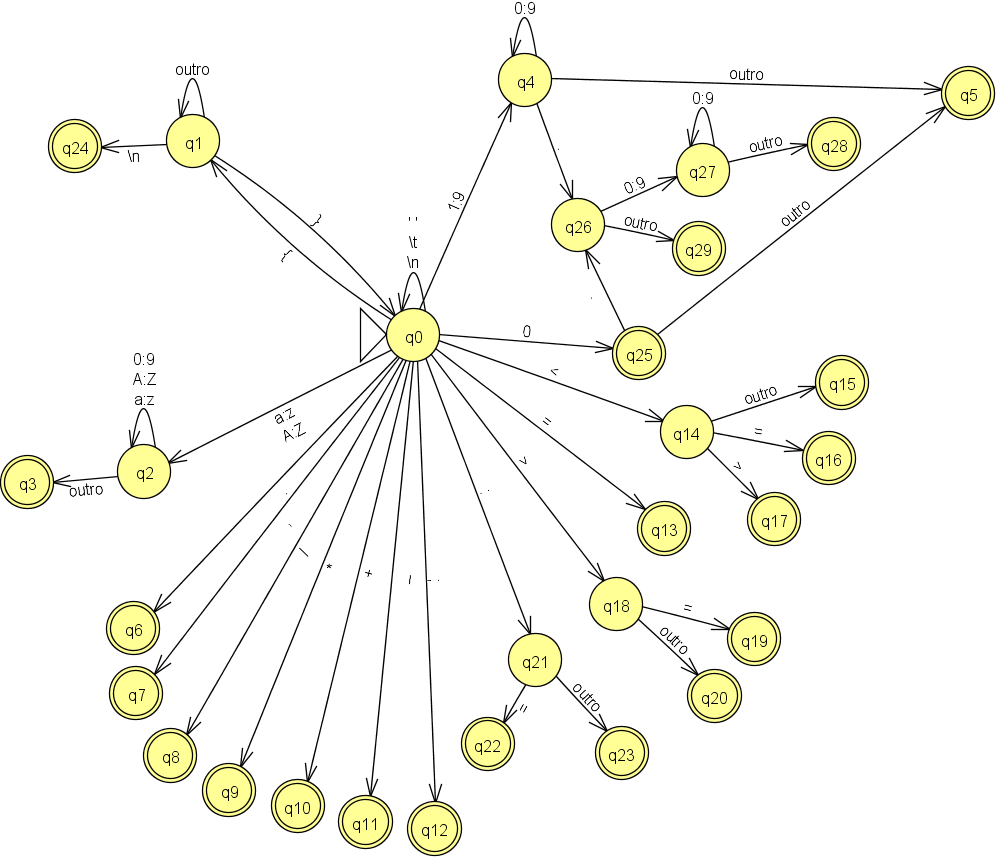 0:9
q4
outro
q5
outro
q24
\n
q1
0:9
q27
outro
q28
.
0:9
1:9
}
{
' '
\t
\n
q26
outro
q29
outro
.
q0
0
q25
<
0:9
A:Z
a:z
a:z
A:Z
q2
outro
q3
=
>
q14
outro
q15
=
q16
>
q17
q13
*
+
q18
=
q19
outro
q20
q6
q7
q8
q9
q10
q11
q12
q21
=
q22
outro
q23